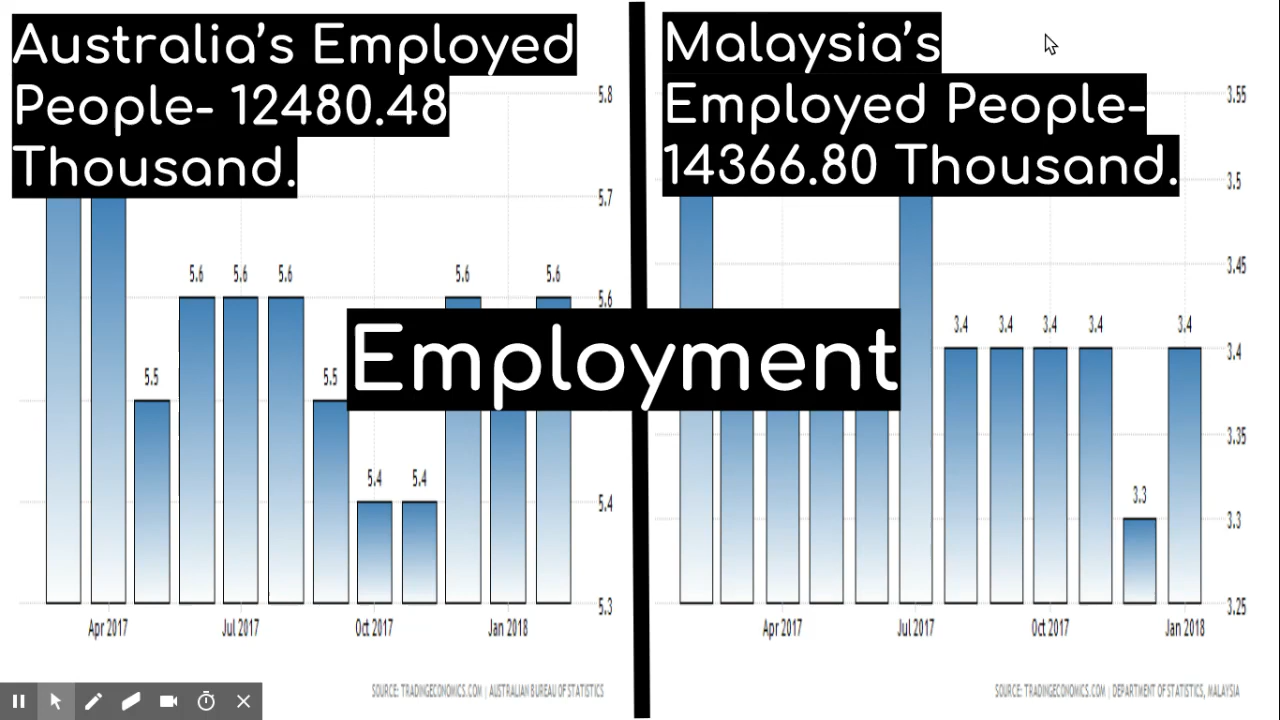 Australia's Employed
People- 12480.48
Thousand.
5.8
5.7
5.6 5.6 5.6 5.6 5.6
5.6
5.5 5.5
5.4 5.4
5.4
5.3
Apr 2017 Jul 2017 Oct 2017 Jan 2018
SOURCE: TRADINGECONOMICS.COM | AUSTRALIAN BUREAU OF STATISTICS
Employment
Malaysia's
Employed People-
14366.80 Thousand.
3.55
3.5
3.45
3.4 3.4 3.4 3.4 3.4
3.4
3.35
3.3
3.3
3.25
Apr 2017 Jul 2017 Oct 2017 Jan 2018
SOURCE: TRADINGECONOMICS.COM | DEPARTMENT OF STATISTICS, MALAYSIA